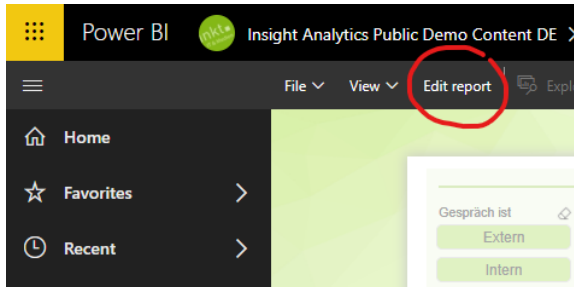 Power BI nkt» Insight Analytics Public Demo Content DE
File View Edit report
Home
Favorites
Recent
Gespräch ist
Extern
Intern